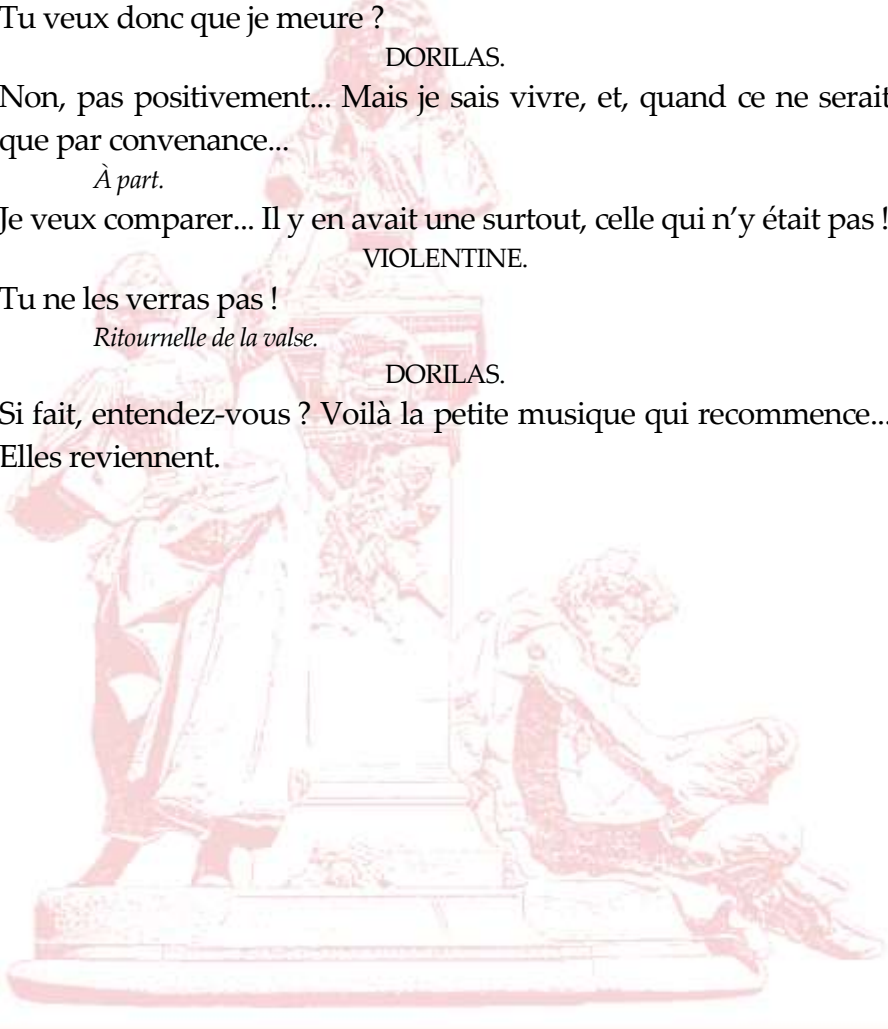 Tu veux donc que je meure ?
DORILAS.
Non, pas positivement... Mais je sais vivre, et, quand ce ne serait
que par convenance...
À part.
Je veux comparer... Il y en avait une surtout, celle qui n’y était pas !
VIOLENTINE.
Tu ne les verras pas !
Ritournelle de la valse.
DORILAS.
Si fait, entendez-vous ? Voilà la petite musique qui recommence...
Elles reviennent.